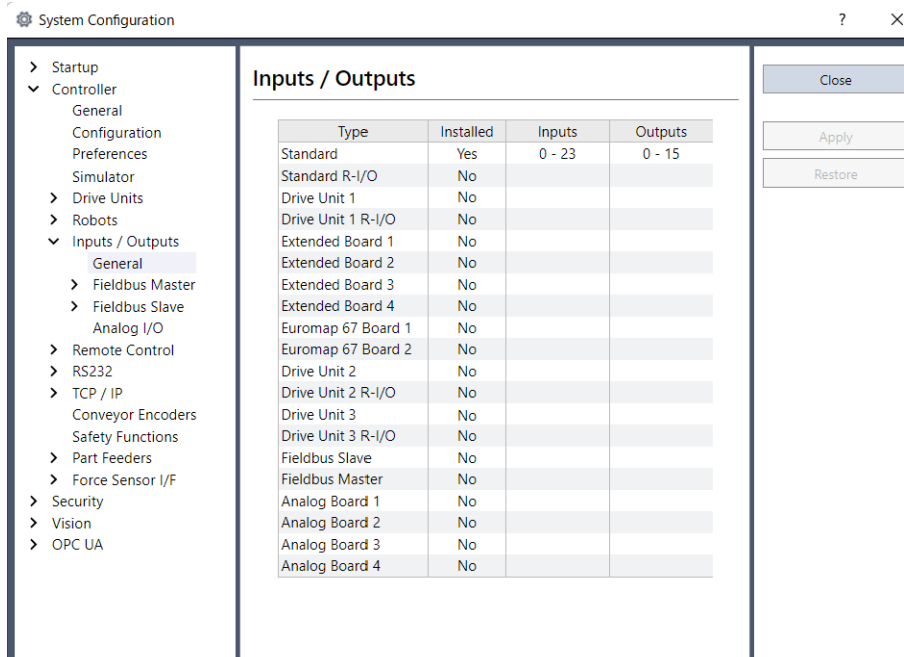 System Configuration
?
Startup
Controller
General
Configuration
Preferences
Simulator
Drive Units
Robots
Inputs / Outputs
General
Fieldbus Master
Fieldbus Slave
Analog I/O
Remote Control
RS232
TCP / IP
Conveyor Encoders
Safety Functions
Part Feeders
Force Sensor I/F
Security
Vision
OPC UA
Inputs / Outputs
Type Installed Inputs Outputs
Standard Yes 0 - 23 0 - 15
Standard R-I/O No
Drive Unit 1 No
Drive Unit 1 R-I/O No
Extended Board 1 No
Extended Board 2 No
Extended Board 3 No
Extended Board 4 No
Euromap 67 Board 1 No
Euromap 67 Board 2 No
Drive Unit 2 No
Drive Unit 2 R-I/O No
Drive Unit 3 No
Drive Unit 3 R-I/O No
Fieldbus Slave No
Fieldbus Master No
Analog Board 1 No
Analog Board 2 No
Analog Board 3 No
Analog Board 4 No
Close
Apply
Restore